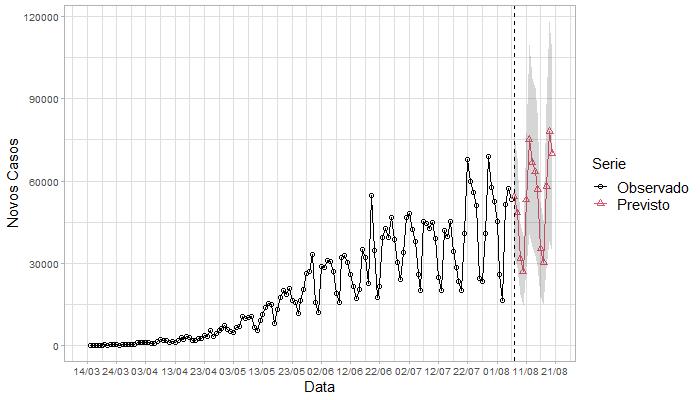 120000
90000
60000
30000
0
Novos Casos
14/03 24/03 03/04 13/04 23/04 03/05 13/05 23/05 02/06 12/06 22/06 02/07 12/07 22/07 01/08 11/08 21/08
Data
Serie
Observado
Previsto